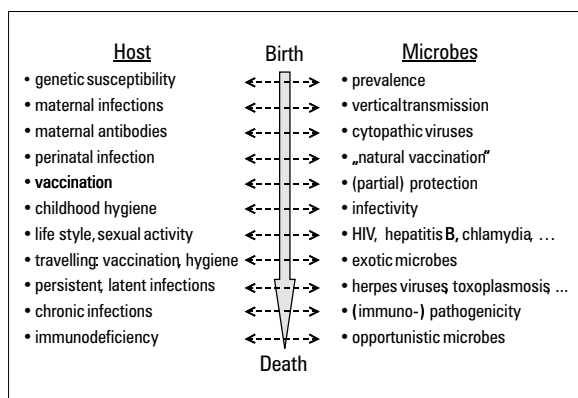 Host Birth Microbes
• genetic susceptibility • prevalence
• maternal infections • vertical transmission
• maternal antibodies • cytopathic viruses
• perinatal infection • „natural vaccination“
• vaccination • (partial) protection
• childhood hygiene • infectivity
• life style, sexual activity • HIV, hepatitis B, chlamydia, …
• travelling: vaccination, hygiene • exotic microbes
• persistent, latent infections • herpes viruses, toxoplasmosis, ...
• chronic infections • (immuno-) pathogenicity
• immunodeficiency • opportunistic microbes
Death